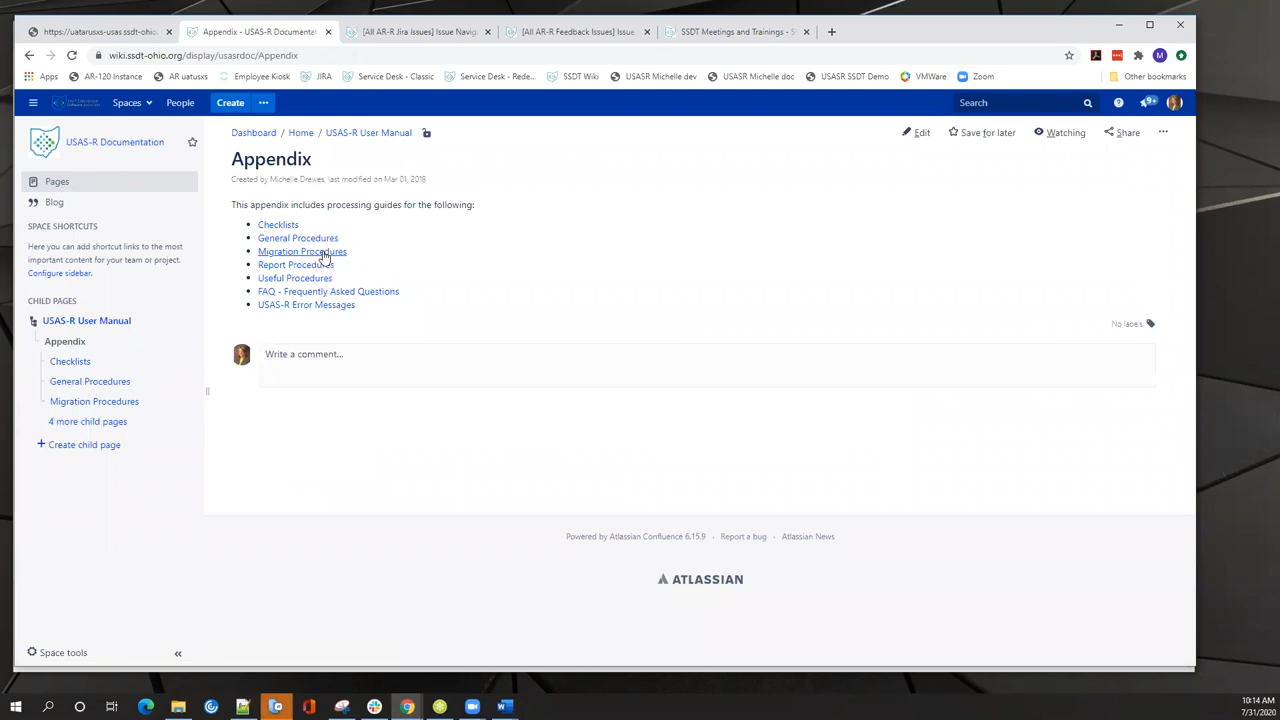 https://uatarusxs-usas ssdt-ohio.
Appendix - USAS-R Documentati
[All AR-R Jira issues] Issue Navig
[All AR-R Feedback Issues] Issue
SSDT Meetings and Trainings - S
wiki.ssdt-ohio.org/display/usasrdoc/Appendix
M
Apps AR-120 Instance AR uatusxs Employee Kiosk JIRA Service Desk - Classic Service Desk - Rede... SSDT Wiki USASR Michelle dev USASR Michelle doc USASR SSDT Demo VMWare Zoom Other bookmarks
Spaces People Create ··· Search 9+
USAS-R Documentation
Dashboard / Home / USAS-R User Manual
Edit Save for later Watching Share ···
Appendix
Created by Michelle Drewes, last modified on Mar 01, 2018
Pages
Blog
This appendix includes processing guides for the following:
• Checklists
• General Procedures
• Migration Procedures
• Report Procedures
• Useful Procedures
• FAQ - Frequently Asked Questions
• USAS-R Error Messages
SPACE SHORTCUTS
Here you can add shortcut links to the most
important content for your team or project.
Configure sidebar.
CHILD PAGES
USAS-R User Manual
Appendix
Checklists
General Procedures
Migration Procedures
4 more child pages
+ Create child page
No labels
Write a comment...
Powered by Atlassian Confluence 6.15.9 · Report a bug · Atlassian News
ATLASSIAN
Space tools
10:14 AM
7/31/2020